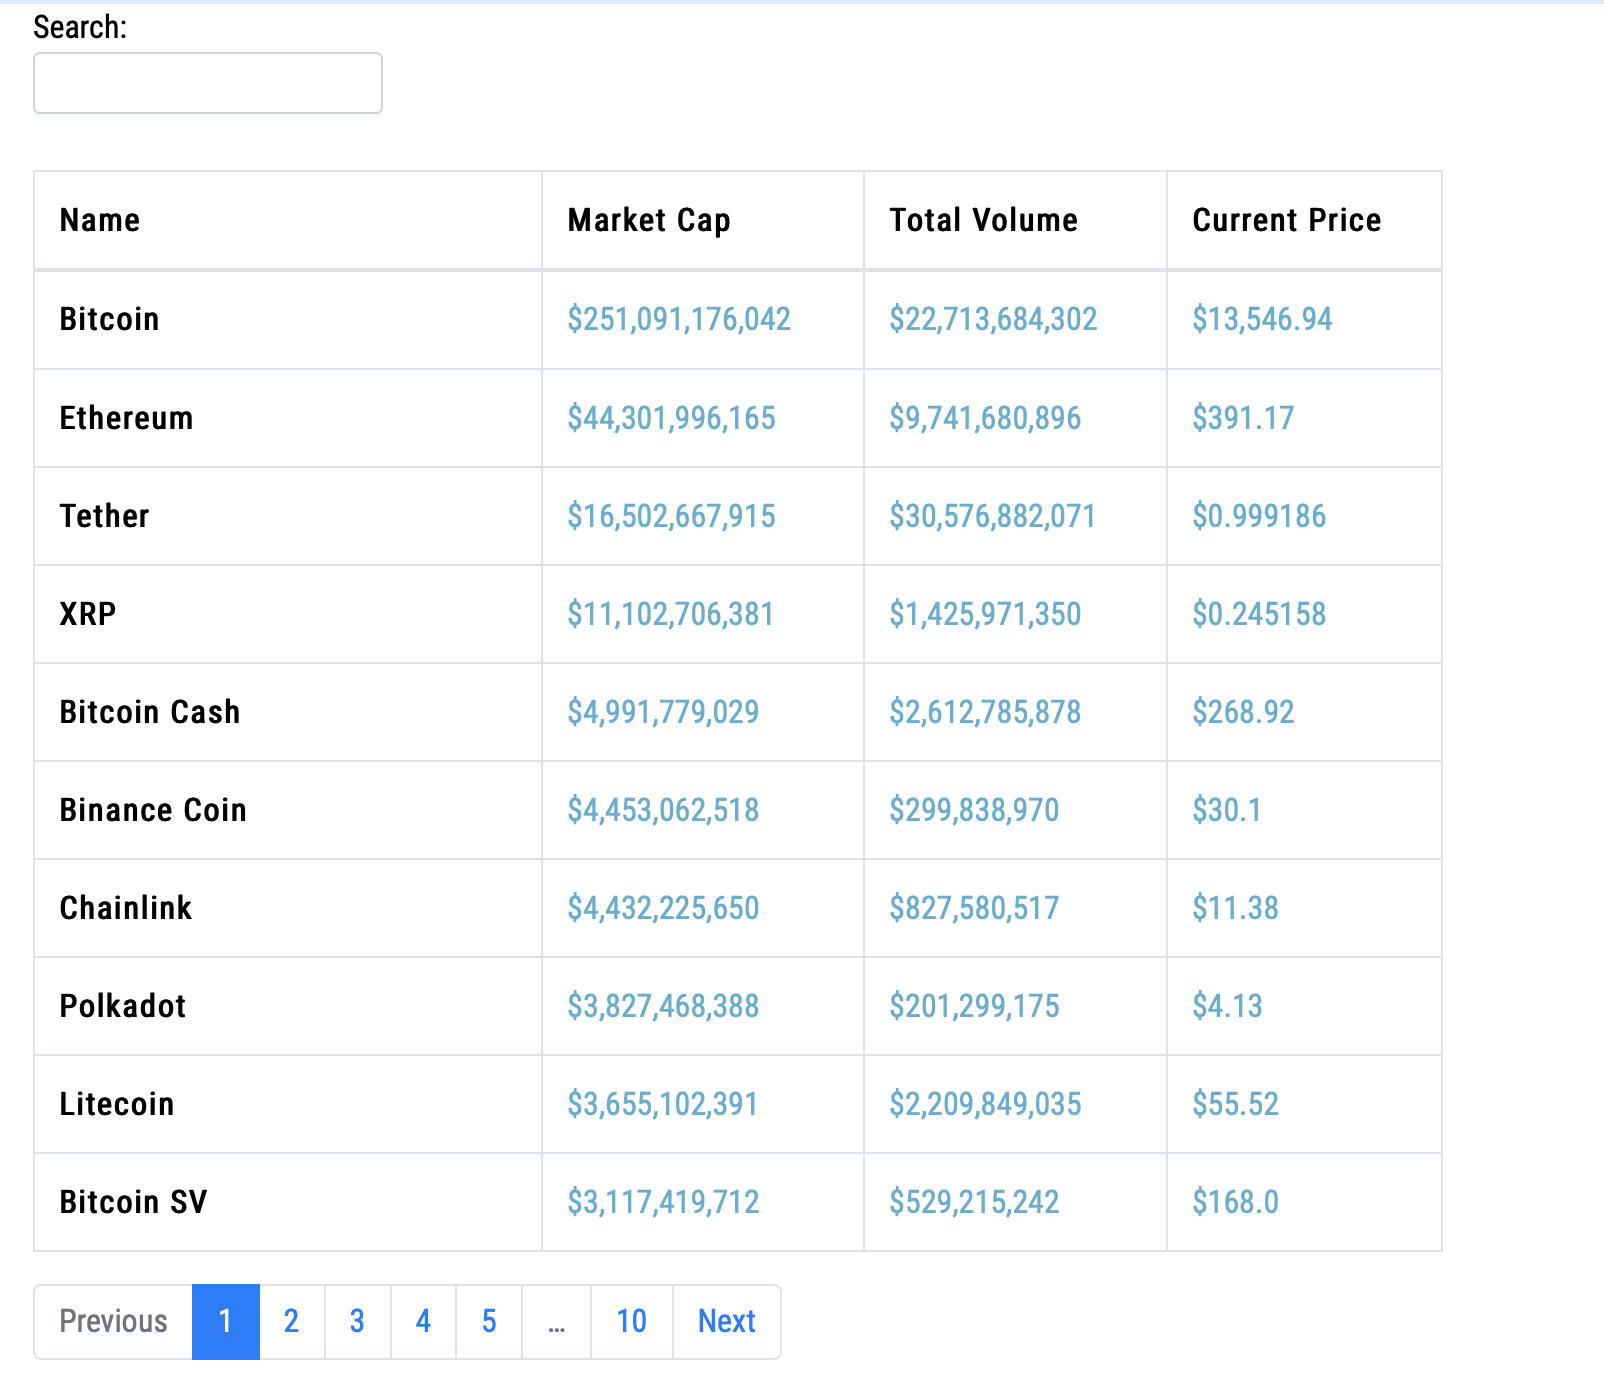 Search:
Name Market Cap Total Volume Current Price
Bitcoin $251,091,176,042 $22,713,684,302 $13,546.94
Ethereum $44,301,996,165 $9,741,680,896 $391.17
Tether $16,502,667,915 $30,576,882,071 $0.999186
XRP $11,102,706,381 $1,425,971,350 $0.245158
Bitcoin Cash $4,991,779,029 $2,612,785,878 $268.92
Binance Coin $4,453,062,518 $299,838,970 $30.1
Chainlink $4,432,225,650 $827,580,517 $11.38
Polkadot $3,827,468,388 $201,299,175 $4.13
Litecoin $3,655,102,391 $2,209,849,035 $55.52
Bitcoin SV $3,117,419,712 $529,215,242 $168.0
Previous 1 2 3 4 5 … 10 Next